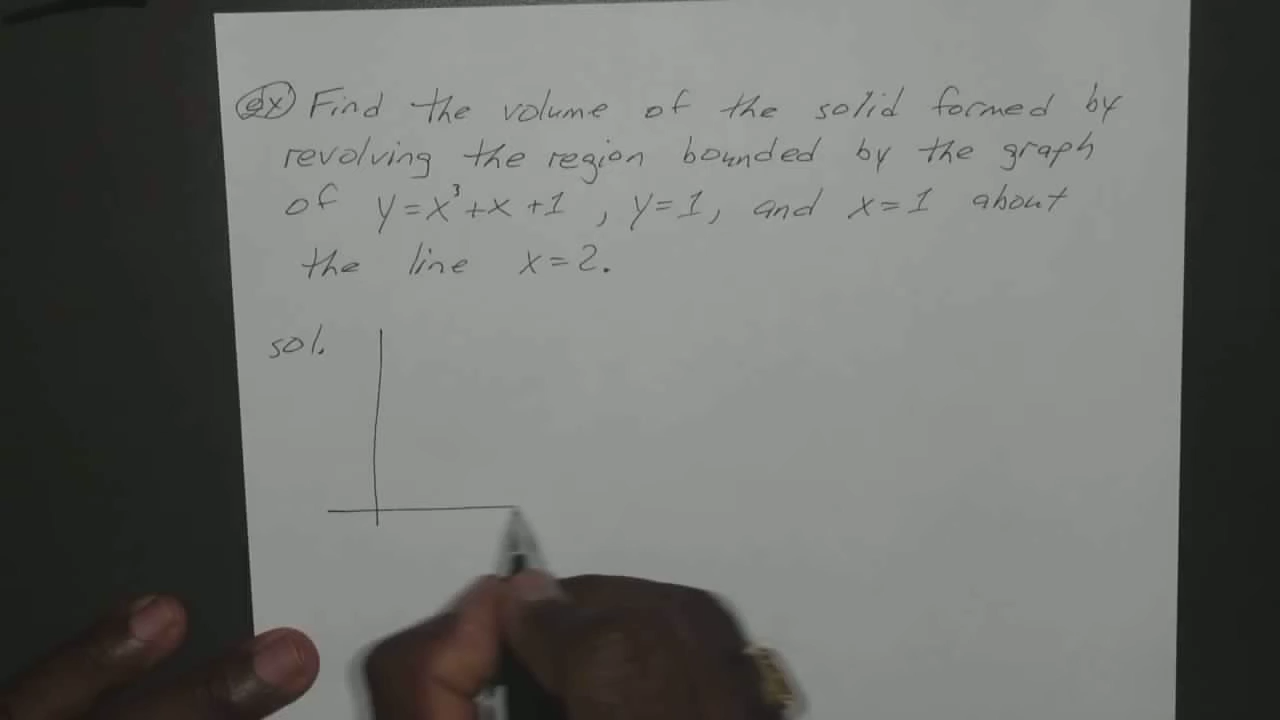 ex Find the volume of the solid formed by
revolving the region bounded by the graph
of y=x³+x+1, y=1, and x=1 about
the line x=2.
sol.